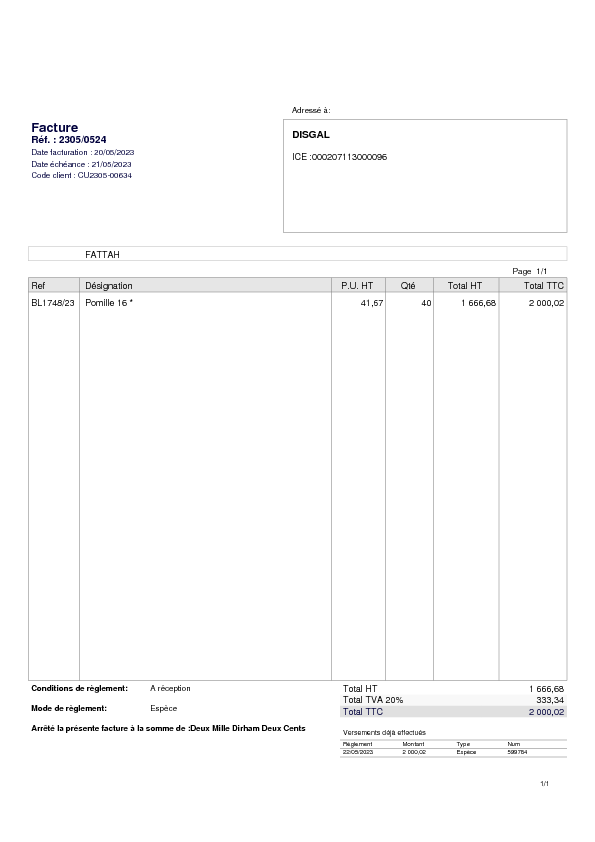 Adressé à:
Facture
Réf. : 2305/0524
Date facturation : 20/05/2023
Date échéance : 21/05/2023
Code client : CU2305-00634
DISGAL
ICE :000207113000096
FATTAH
Page 1/1
Ref Désignation P.U. HT Qté Total HT Total TTC
BL1748/23 Pomille 16 * 41,67 40 1 666,68 2 000,02
Conditions de règlement: A réception
Mode de règlement: Espèce
Arrêté la présente facture à la somme de :Deux Mille Dirham Deux Cents
Total HT 1 666,68
Total TVA 20% 333,34
Total TTC 2 000,02
Versements déjà effectués
Règlement Montant Type Num
22/05/2023 2 000,02 Espèce 599784
1/1